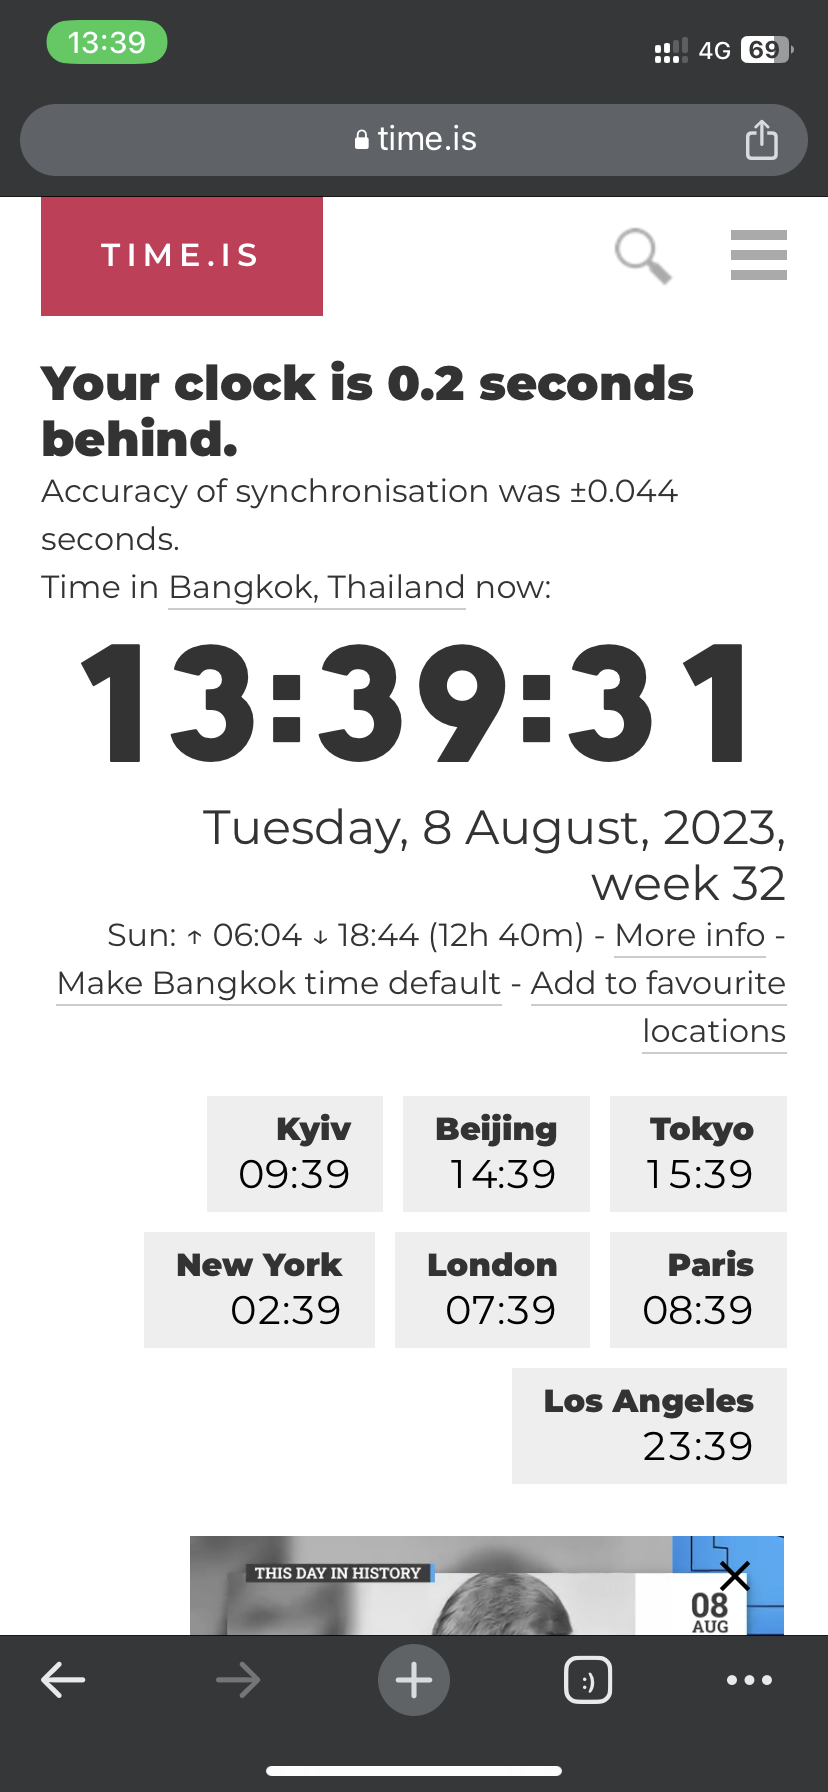 13:39
4G 69
time.is
TIME.IS
Your clock is 0.2 seconds
behind.
Accuracy of synchronisation was ±0.044
seconds.
Time in Bangkok, Thailand now:
13:39:31
Tuesday, 8 August, 2023,
week 32
Sun: ↑ 06:04 ↓ 18:44 (12h 40m) - More info -
Make Bangkok time default - Add to favourite
locations
Kyiv Beijing Tokyo
09:39 14:39 15:39
New York London Paris
02:39 07:39 08:39
Los Angeles
23:39
THIS DAY IN HISTORY
08
AUG
:)